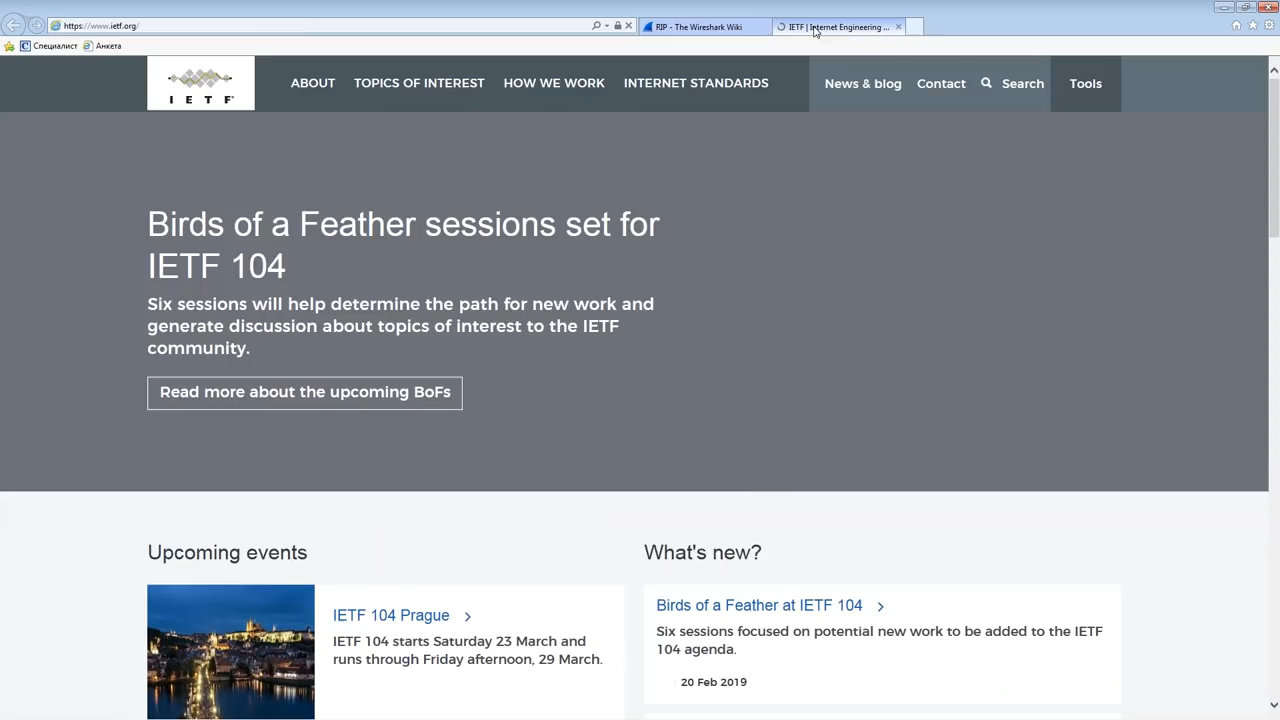 https://www.ietf.org/
RIP - The Wireshark Wiki
IETF | Internet Engineering ...
Специалист
Анкета
IETF
ABOUT
TOPICS OF INTEREST
HOW WE WORK
INTERNET STANDARDS
News & blog
Contact
Search
Tools
Birds of a Feather sessions set for
IETF 104
Six sessions will help determine the path for new work and
generate discussion about topics of interest to the IETF
community.
Read more about the upcoming BoFs
Upcoming events
IETF 104 Prague
IETF 104 starts Saturday 23 March and
runs through Friday afternoon, 29 March.
What's new?
Birds of a Feather at IETF 104
Six sessions focused on potential new work to be added to the IETF
104 agenda.
20 Feb 2019